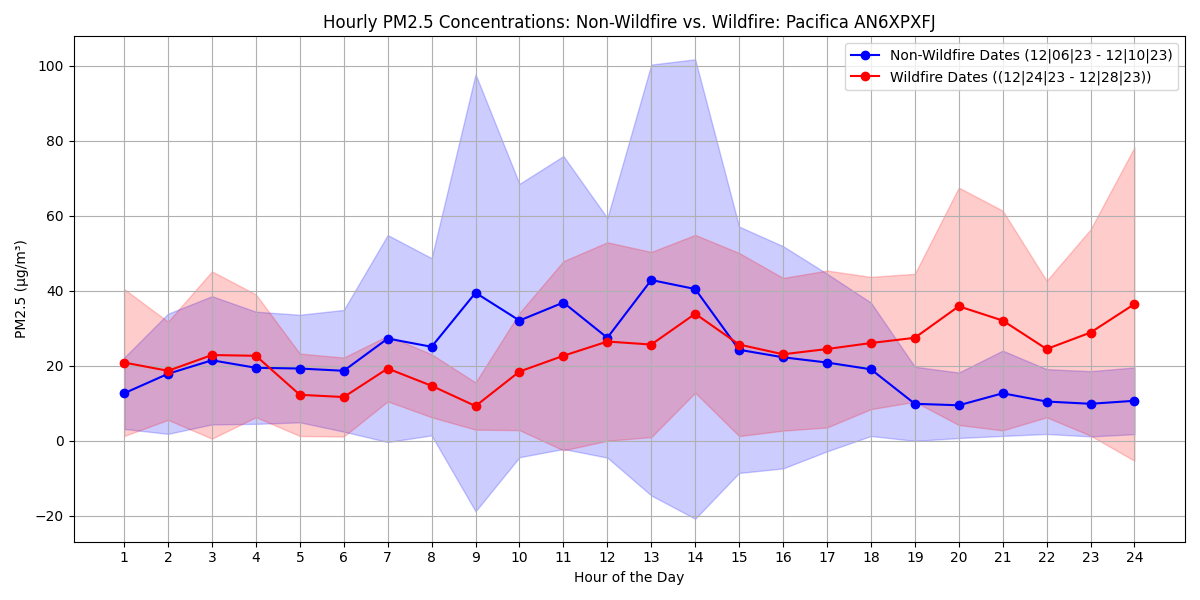 Hourly PM2.5 Concentrations: Non-Wildfire vs. Wildfire: Pacifica AN6XPXFJ
Non-Wildfire Dates (12|06|23 - 12|10|23)
Wildfire Dates ((12|24|23 - 12|28|23))
PM2.5 (µg/m³)
100
80
60
40
20
0
−20
1 2 3 4 5 6 7 8 9 10 11 12 13 14 15 16 17 18 19 20 21 22 23 24
Hour of the Day